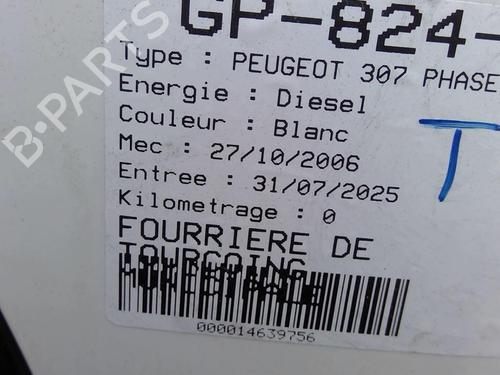 GP-824-
Type : PEUGEOT 307 PHASE
Energie : Diesel
Couleur : Blanc
Mec : 27/10/2006
Entree : 31/07/2025
Kilometrage : 0
T
FOURRIERE DE
TOURCOING
000014639756
B-PARTS